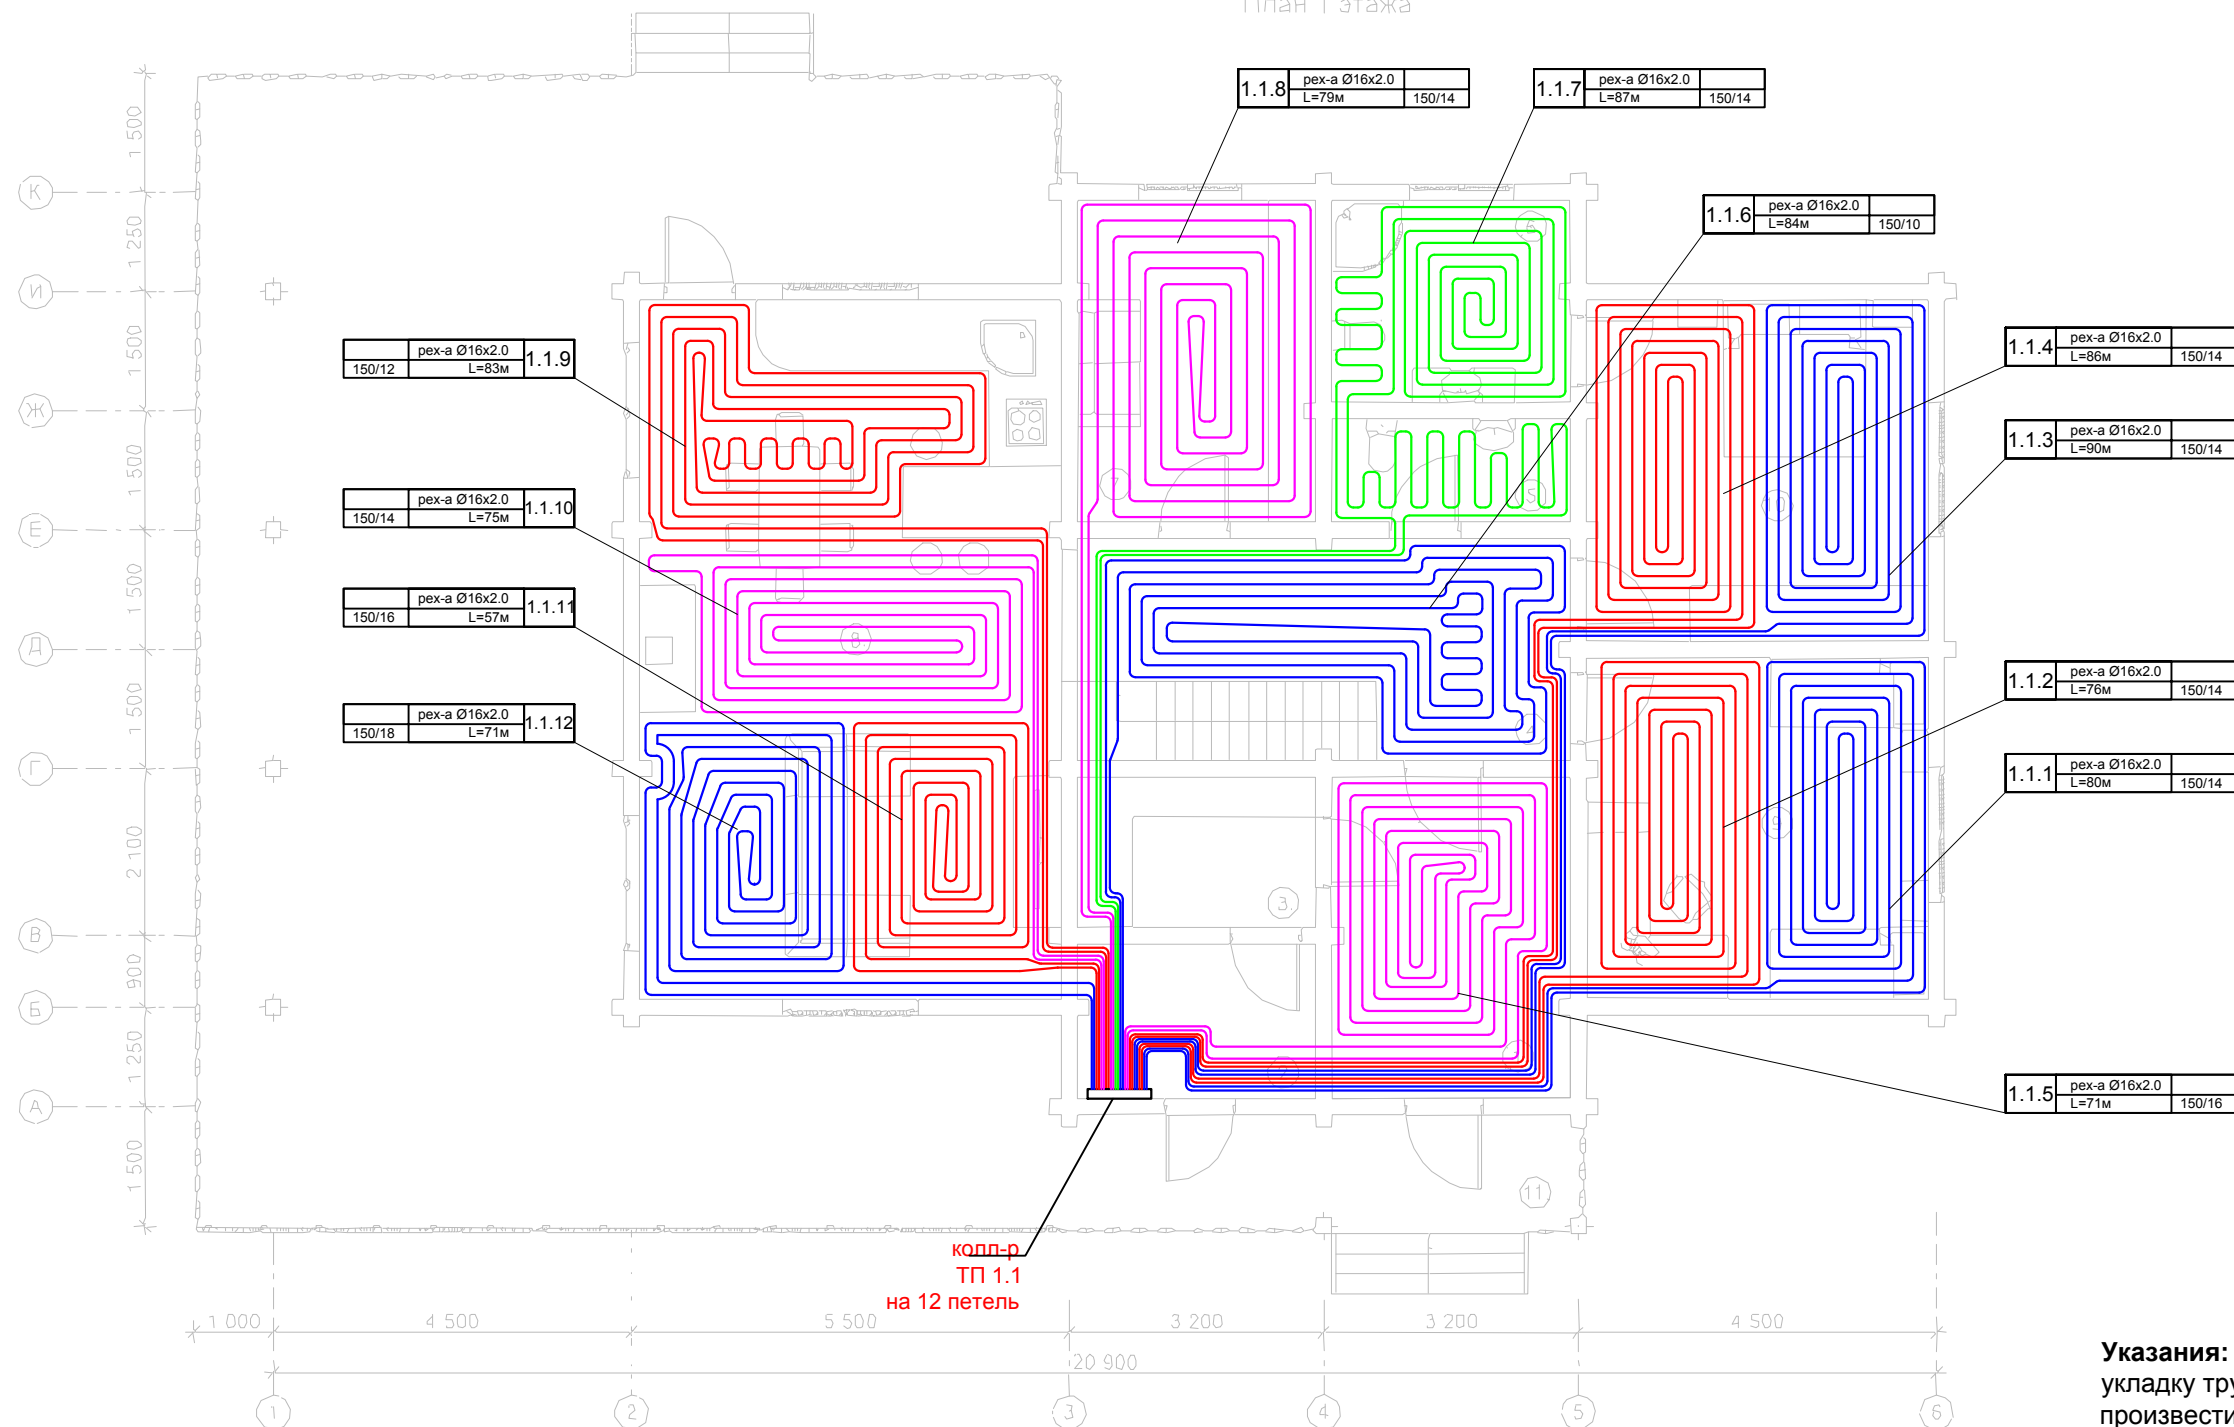 План 1 этажа
1.1.8 pex-a Ø16x2.0
L=79м 150/14
1.1.7 pex-a Ø16x2.0
L=87м 150/14
1.1.6 pex-a Ø16x2.0
L=84м 150/10
pex-a Ø16x2.0 1.1.9
150/12 L=83м
pex-a Ø16x2.0 1.1.10
150/14 L=75м
pex-a Ø16x2.0 1.1.11
150/16 L=57м
pex-a Ø16x2.0 1.1.12
150/18 L=71м
1.1.4 pex-a Ø16x2.0
L=86м 150/14
1.1.3 pex-a Ø16x2.0
L=90м 150/14
1.1.2 pex-a Ø16x2.0
L=76м 150/14
1.1.1 pex-a Ø16x2.0
L=80м 150/14
1.1.5 pex-a Ø16x2.0
L=71м 150/16
К
И
Ж
Е
Д
Г
В
Б
А
1 500
1 250
1 500
1 500
1 500
1 500
2 100
900
1 250
1 500
6
7
5
10
8.
4
9
3.
2
11
колл-р
ТП 1.1
на 12 петель
1 000
4 500
5 500
3 200
3 200
4 500
20 900
1
2
3
4
5
6
Указания:
укладку
произвести